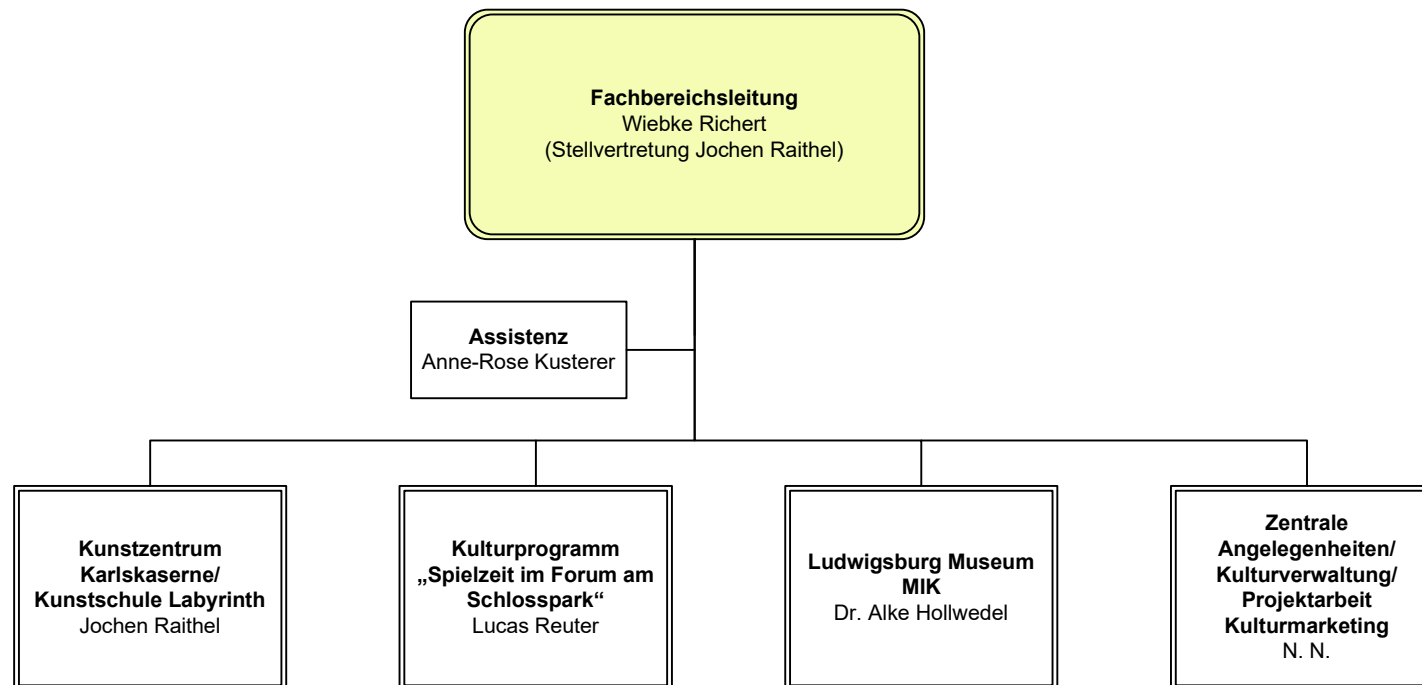 Fachbereichsleitung
Wiebke Richert
(Stellvertretung Jochen Raithel)
Assistenz
Anne-Rose Kusterer
Kunstzentrum
Karlskaserne/
Kunstschule Labyrinth
Jochen Raithel
Kulturprogramm
„Spielzeit im Forum am
Schlosspark“
Lucas Reuter
Ludwigsburg Museum
MIK
Dr. Alke Hollwedel
Zentrale
Angelegenheiten/
Kulturverwaltung/
Projektarbeit
Kulturmarketing
N. N.